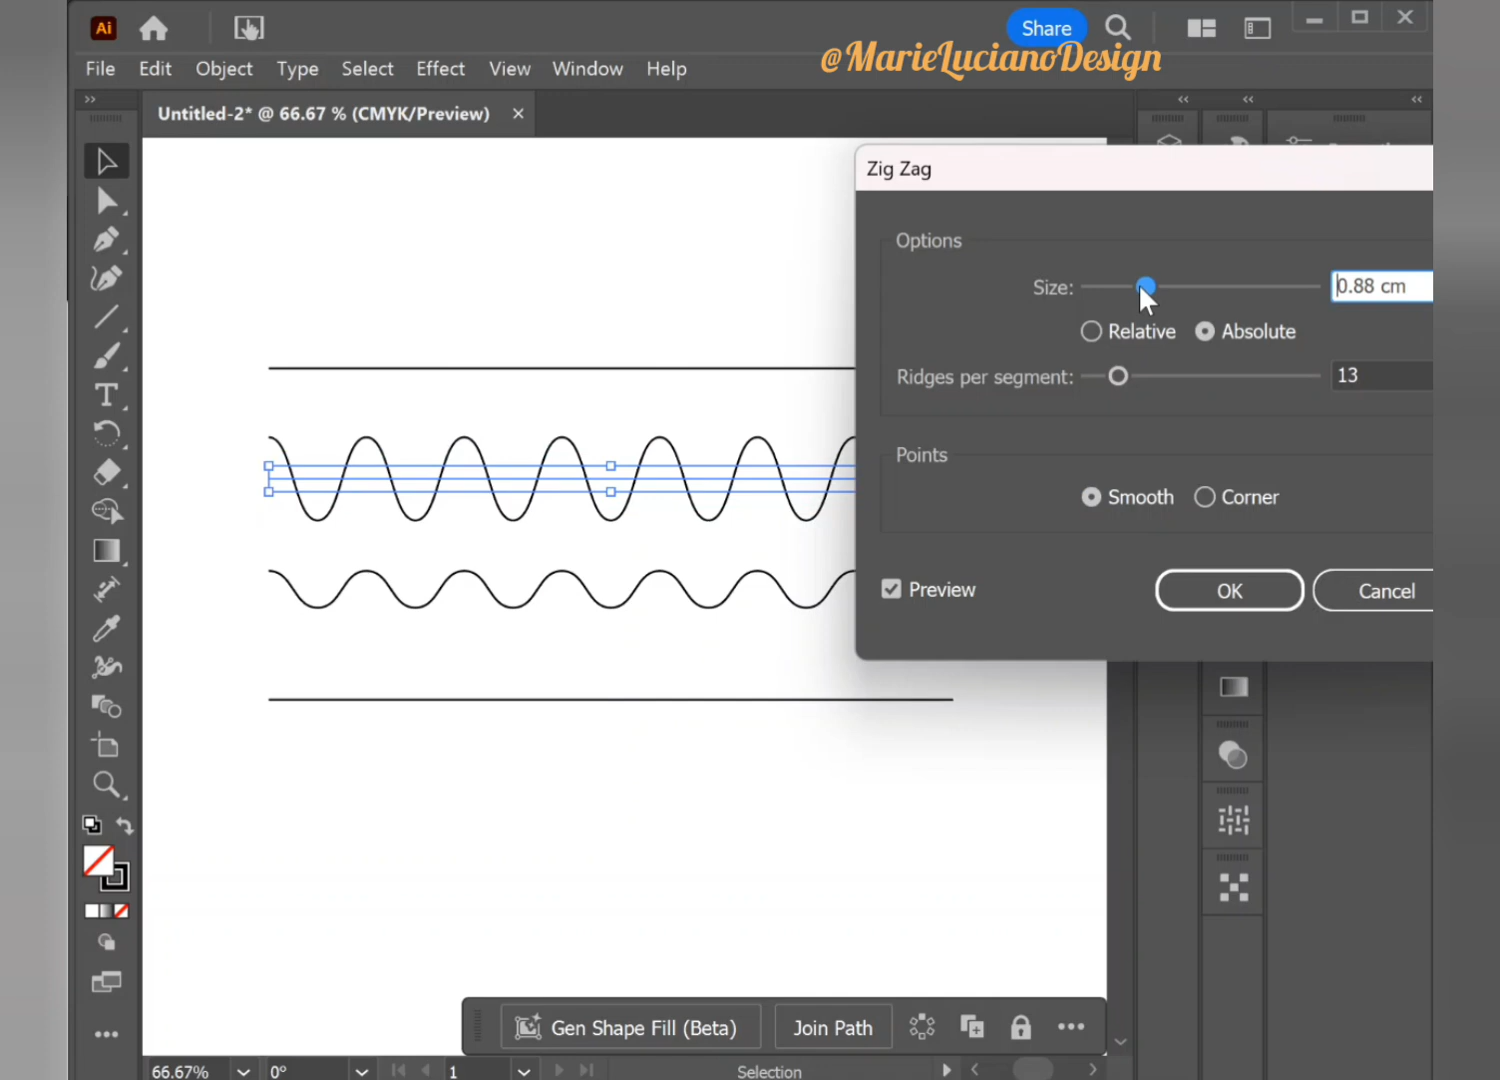 Ai
Share
@MarieLucianoDesign
File Edit Object Type Select Effect View Window Help
Untitled-2* @ 66.67 % (CMYK/Preview) ×
Zig Zag
Options
Size: 0.88 cm
Relative Absolute
Ridges per segment: 13
Points
Smooth Corner
Preview OK Cancel
Gen Shape Fill (Beta) Join Path
66.67% 0° 1 Selection